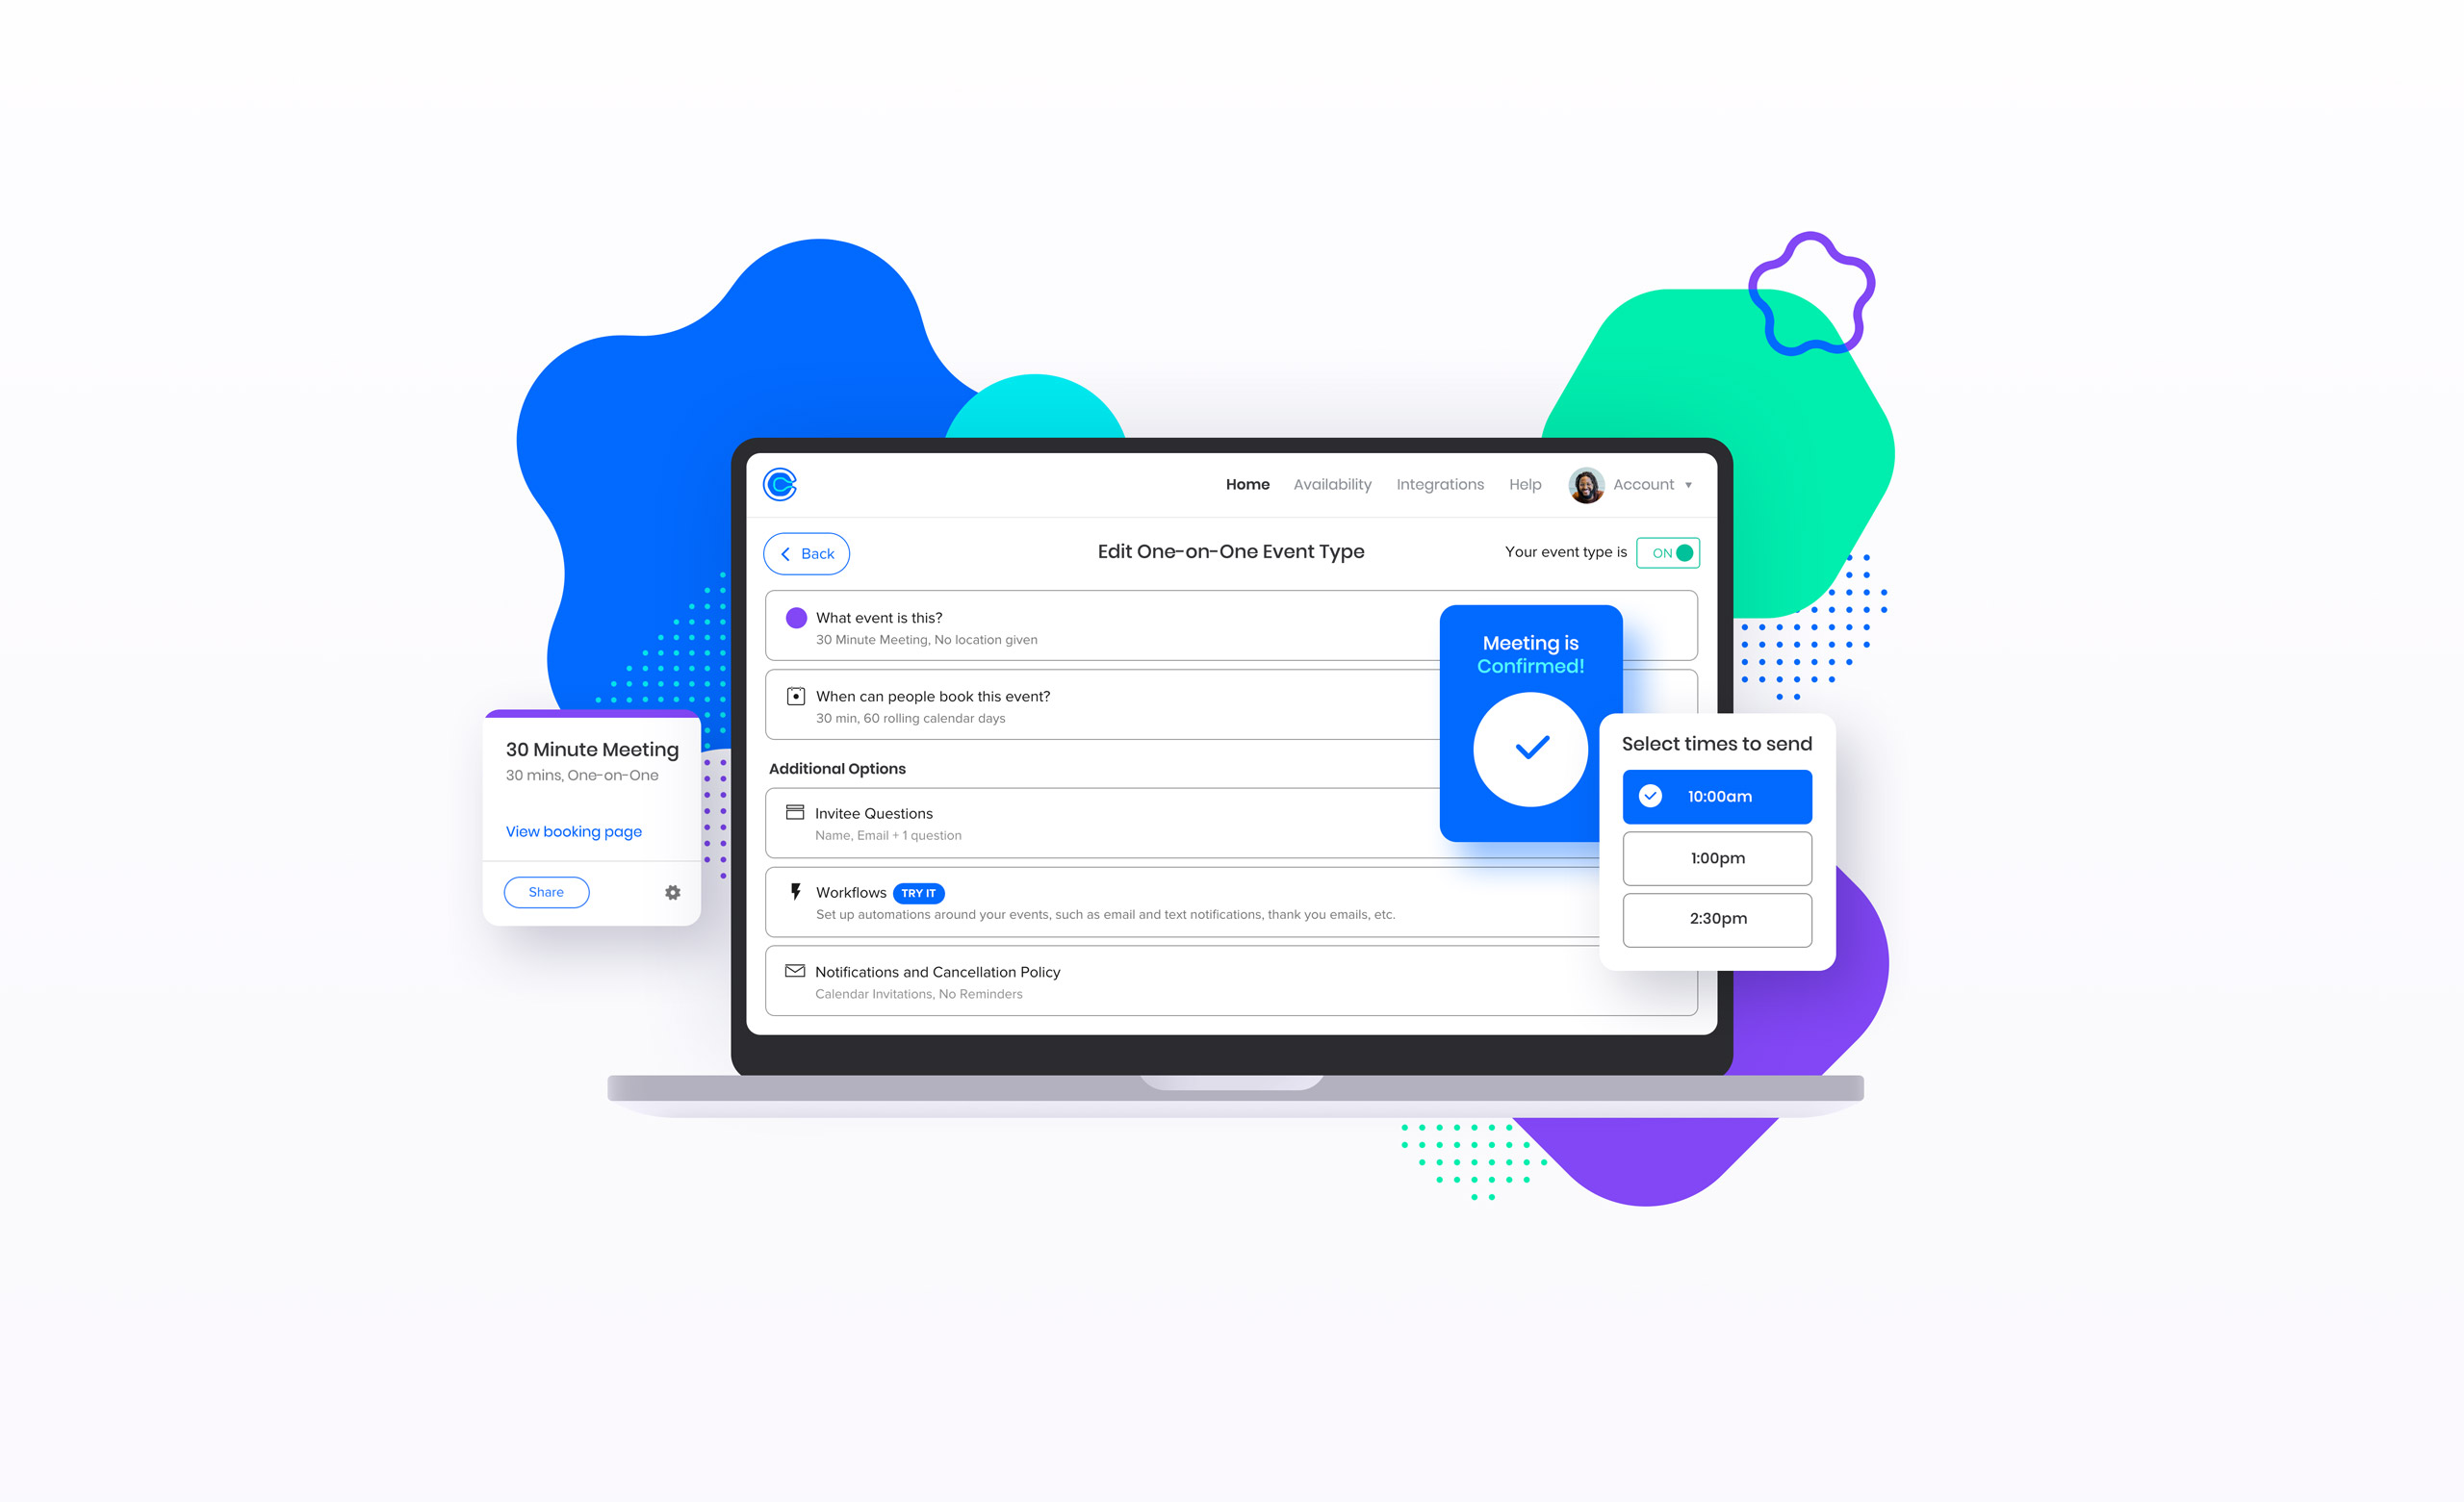 Home Availability Integrations Help Account
Back
Edit One-on-One Event Type
Your event type is ON
What event is this?
30 Minute Meeting, No location given
When can people book this event?
30 min, 60 rolling calendar days
Additional Options
Invitee Questions
Name, Email + 1 question
Workflows TRY IT
Set up automations around your events, such as email and text notifications, thank you emails, etc.
Notifications and Cancellation Policy
Calendar Invitations, No Reminders
Meeting is
Confirmed!
Select times to send
10:00am
1:00pm
2:30pm
30 Minute Meeting
30 mins, One-on-One
View booking page
Share